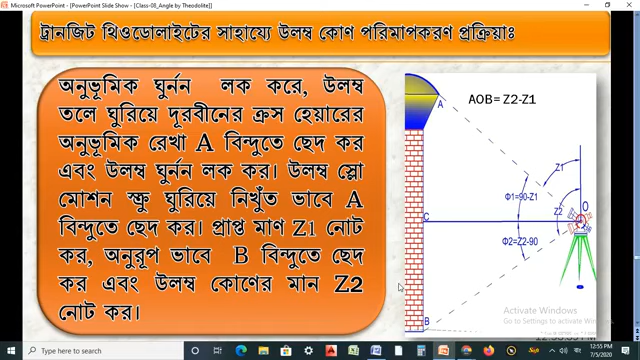 Microsoft PowerPoint - [PowerPoint Slide Show - [Class-08_Angle by Theodolite]]
ট্রানজিট থিওডোলাইটের সাহায্যে উলম্ব কোণ পরিমাপকরণ প্রক্রিয়াঃ
অনুভূমিক ঘুর্নন লক করে, উলম্ব
তলে ঘুরিয়ে দূরবীনের ক্রস হেয়ারের
অনুভূমিক রেখা A বিন্দুতে ছেদ কর
এবং উলম্ব ঘুর্নন লক কর। উলম্ব স্লো
মোশন স্ক্রু ঘুরিয়ে নিখুঁত ভাবে A
বিন্দুতে ছেদ কর। প্রাপ্ত মাণ Z1 নোট
কর, অনুরূপ ভাবে B বিন্দুতে ছেদ
কর এবং উলম্ব কোণের মান Z2
নোট কর।
AOB= Z2-Z1
A
Z1
Φ1=90-Z1
Z2
O
C
Φ2=Z2-90
B
Activate Windows
Go to Settings to activate Windows.
Type here to search
12:55 PM
7/5/2020